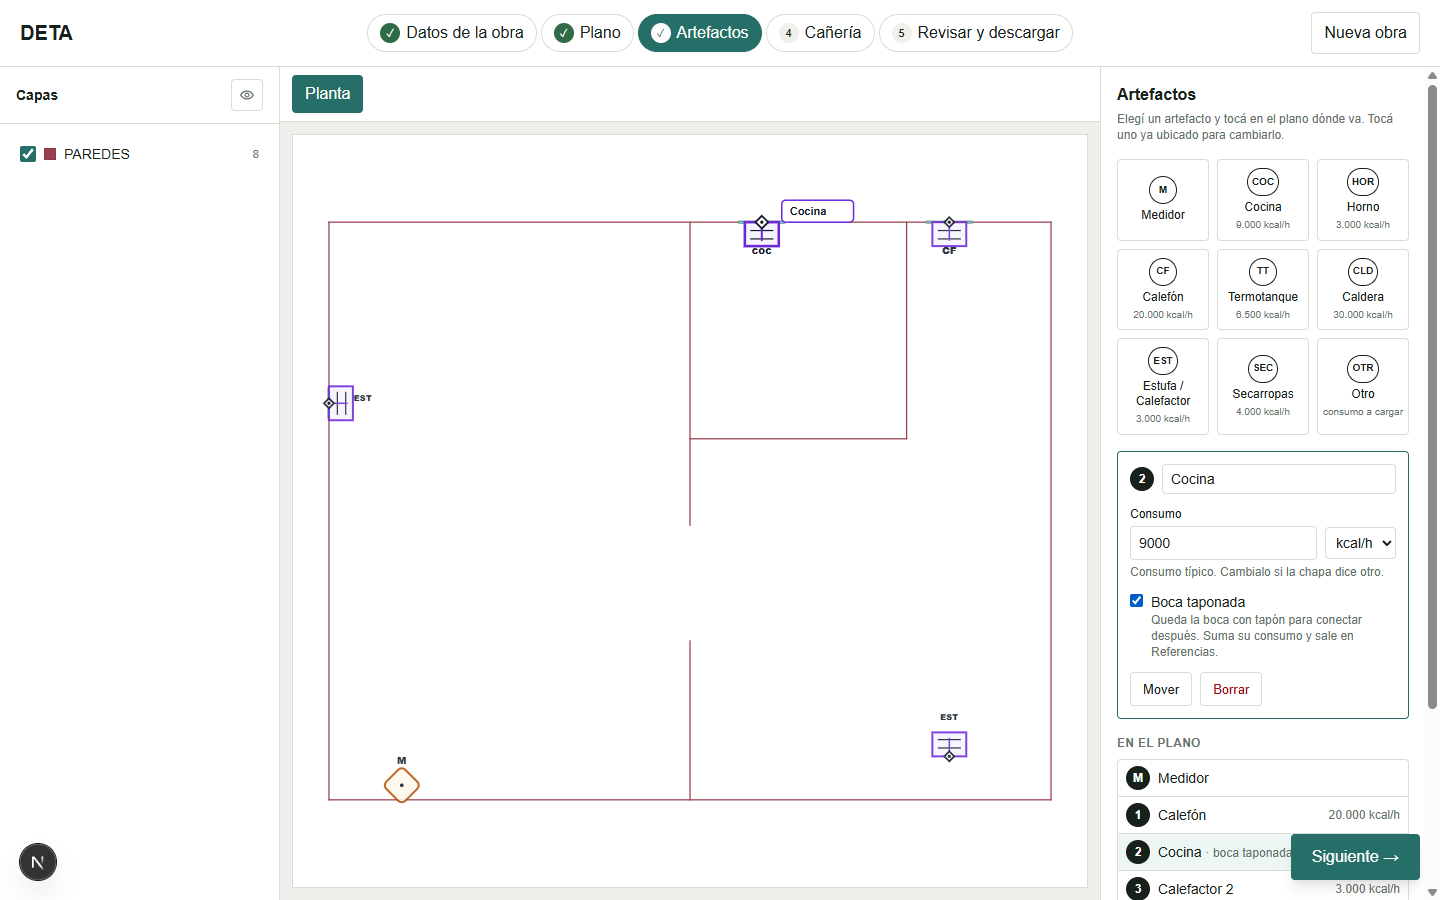 DETA
Datos de la obra
Plano
Artefactos
4 Cañería
5 Revisar y descargar
Nueva obra
Capas
PAREDES 8
Planta
Cocina
COC
CF
EST
EST
M
Artefactos
Elegí un artefacto y tocá en el plano dónde va. Tocá
uno ya ubicado para cambiarlo.
M
Medidor
COC
Cocina
9.000 kcal/h
HOR
Horno
3.000 kcal/h
CF
Calefón
20.000 kcal/h
TT
Termotanque
6.500 kcal/h
CLD
Caldera
30.000 kcal/h
EST
Estufa /
Calefactor
3.000 kcal/h
SEC
Secarropas
4.000 kcal/h
OTR
Otro
consumo a cargar
2 Cocina
Consumo
9000 kcal/h
Consumo típico. Cambialo si la chapa dice otro.
Boca taponada
Queda la boca con tapón para conectar
después. Suma su consumo y sale en
Referencias.
Mover Borrar
EN EL PLANO
M Medidor
1 Calefón 20.000 kcal/h
2 Cocina · boca taponada
Siguiente →
3 Calefactor 2 3.000 kcal/h
N